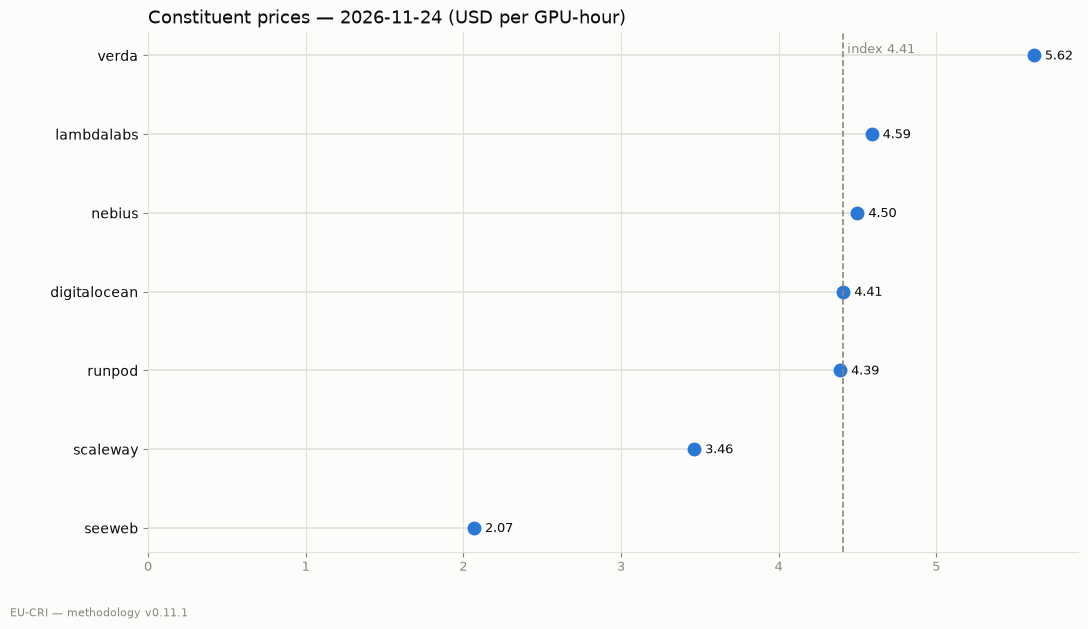 Constituent prices — 2026-11-24 (USD per GPU-hour)
index 4.41
verda 5.62
lambdalabs 4.59
nebius 4.50
digitalocean 4.41
runpod 4.39
scaleway 3.46
seeweb 2.07
0 1 2 3 4 5
EU-CRI — methodology v0.11.1